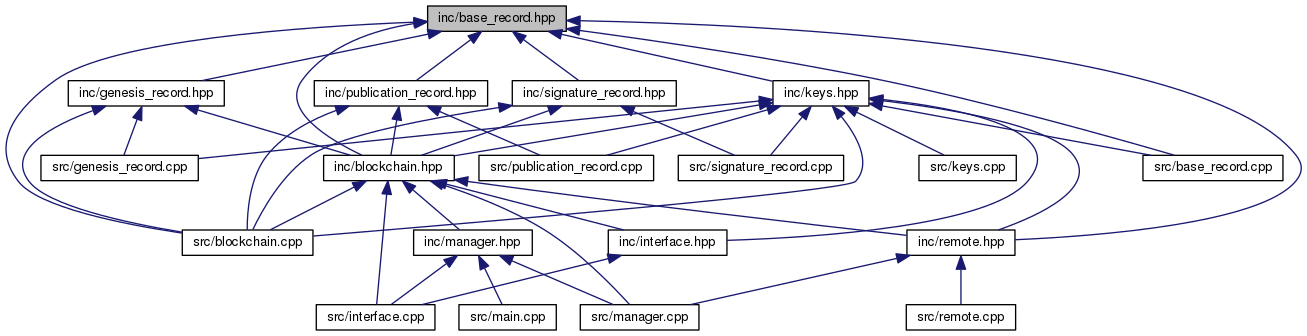 inc/base_record.hpp
inc/genesis_record.hpp
inc/publication_record.hpp
inc/signature_record.hpp
inc/keys.hpp
src/genesis_record.cpp
inc/blockchain.hpp
src/publication_record.cpp
src/signature_record.cpp
src/keys.cpp
src/base_record.cpp
src/blockchain.cpp
inc/manager.hpp
inc/interface.hpp
inc/remote.hpp
src/interface.cpp
src/main.cpp
src/manager.cpp
src/remote.cpp